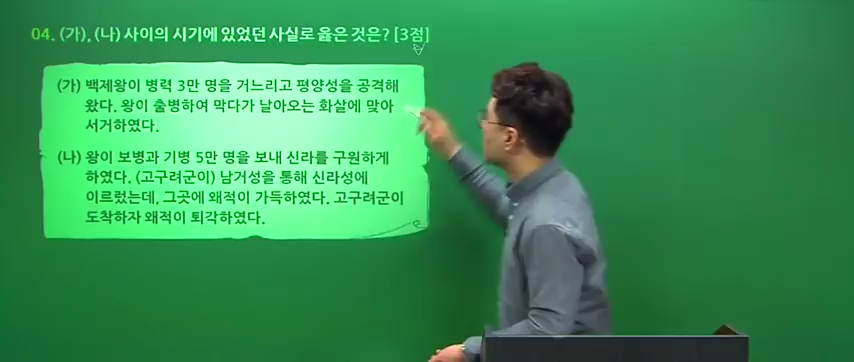 04. (가), (나) 사이의 시기에 있었던 사실로 옳은 것은? [3점]
(가) 백제왕이 병력 3만 명을 거느리고 평양성을 공격해
왔다. 왕이 출병하여 막다가 날아오는 화살에 맞아
서거하였다.
(나) 왕이 보병과 기병 5만 명을 보내 신라를 구원하게
하였다. (고구려군이) 남거성을 통해 신라성에
이르렀는데, 그곳에 왜적이 가득하였다. 고구려군이
도착하자 왜적이 퇴각하였다.